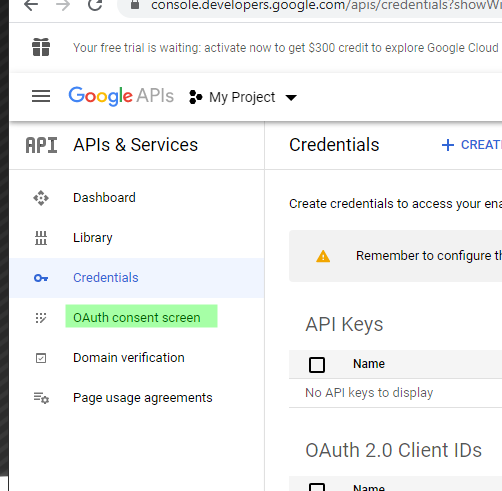 console.developers.google.com/apis/credentials?showWi
Your free trial is waiting: activate now to get $300 credit to explore Google Cloud
Google APIs My Project
API APIs & Services
Credentials
+ CREAT
Dashboard
Library
Credentials
OAuth consent screen
Domain verification
Page usage agreements
Create credentials to access your ena
Remember to configure th
API Keys
Name
No API keys to display
OAuth 2.0 Client IDs
Name